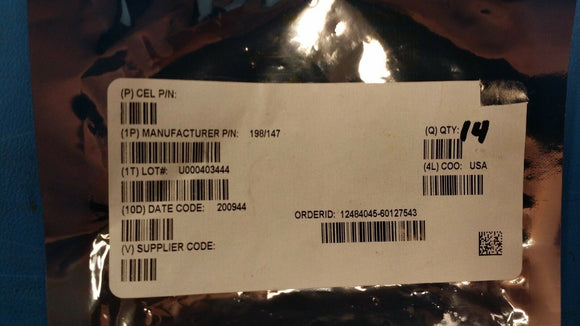 (P) CEL P/N:
(1P) MANUFACTURER P/N: 198/147
(Q) QTY: 14
(1T) LOT#: U000403444
(4L) COO: USA
(10D) DATE CODE: 200944
ORDERID: 12484045-60127543
(V) SUPPLIER CODE: